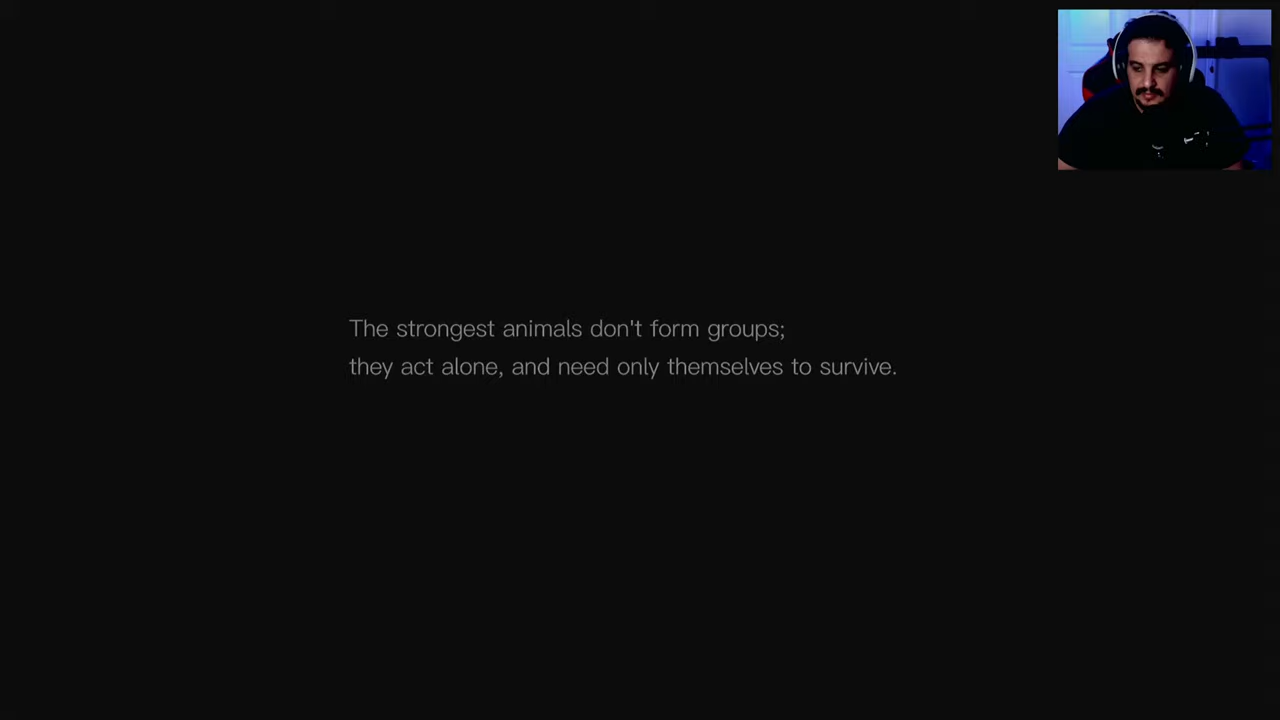 The strongest animals don't form groups;
they act alone, and need only themselves to survive.